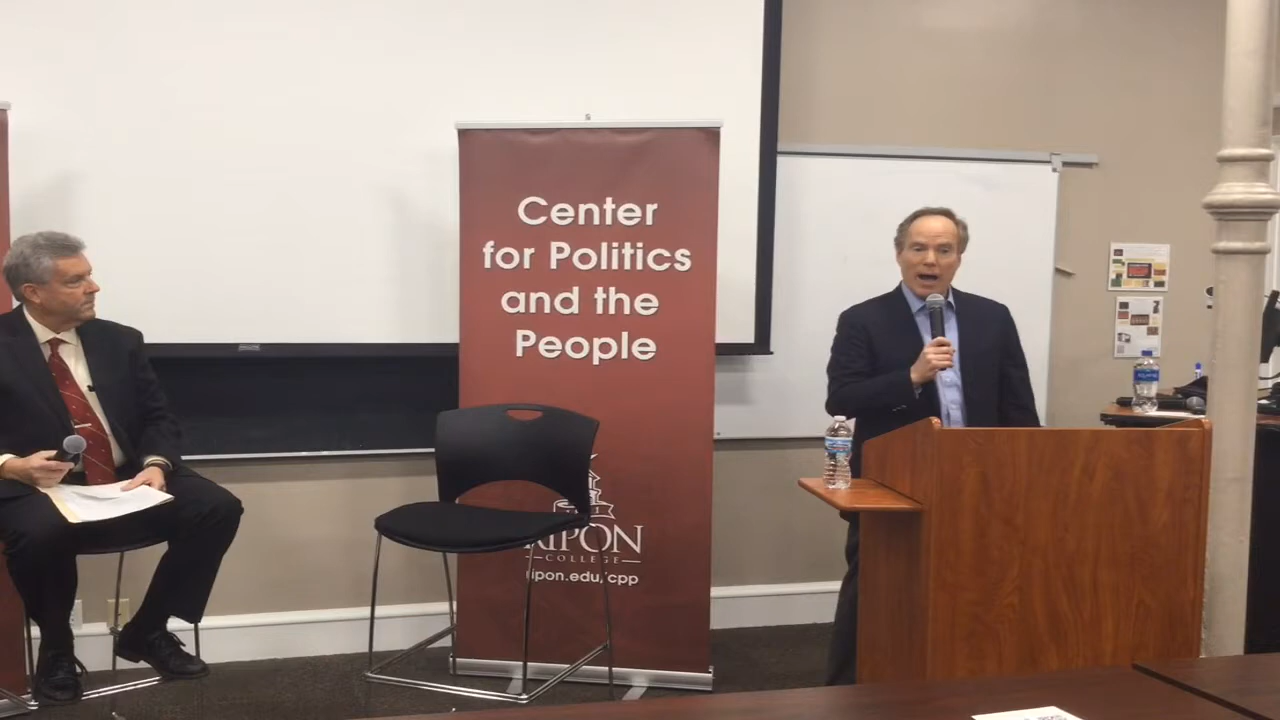 Center
for Politics
and the
People
RIPON
COLLEGE
ripon.edu/cpp